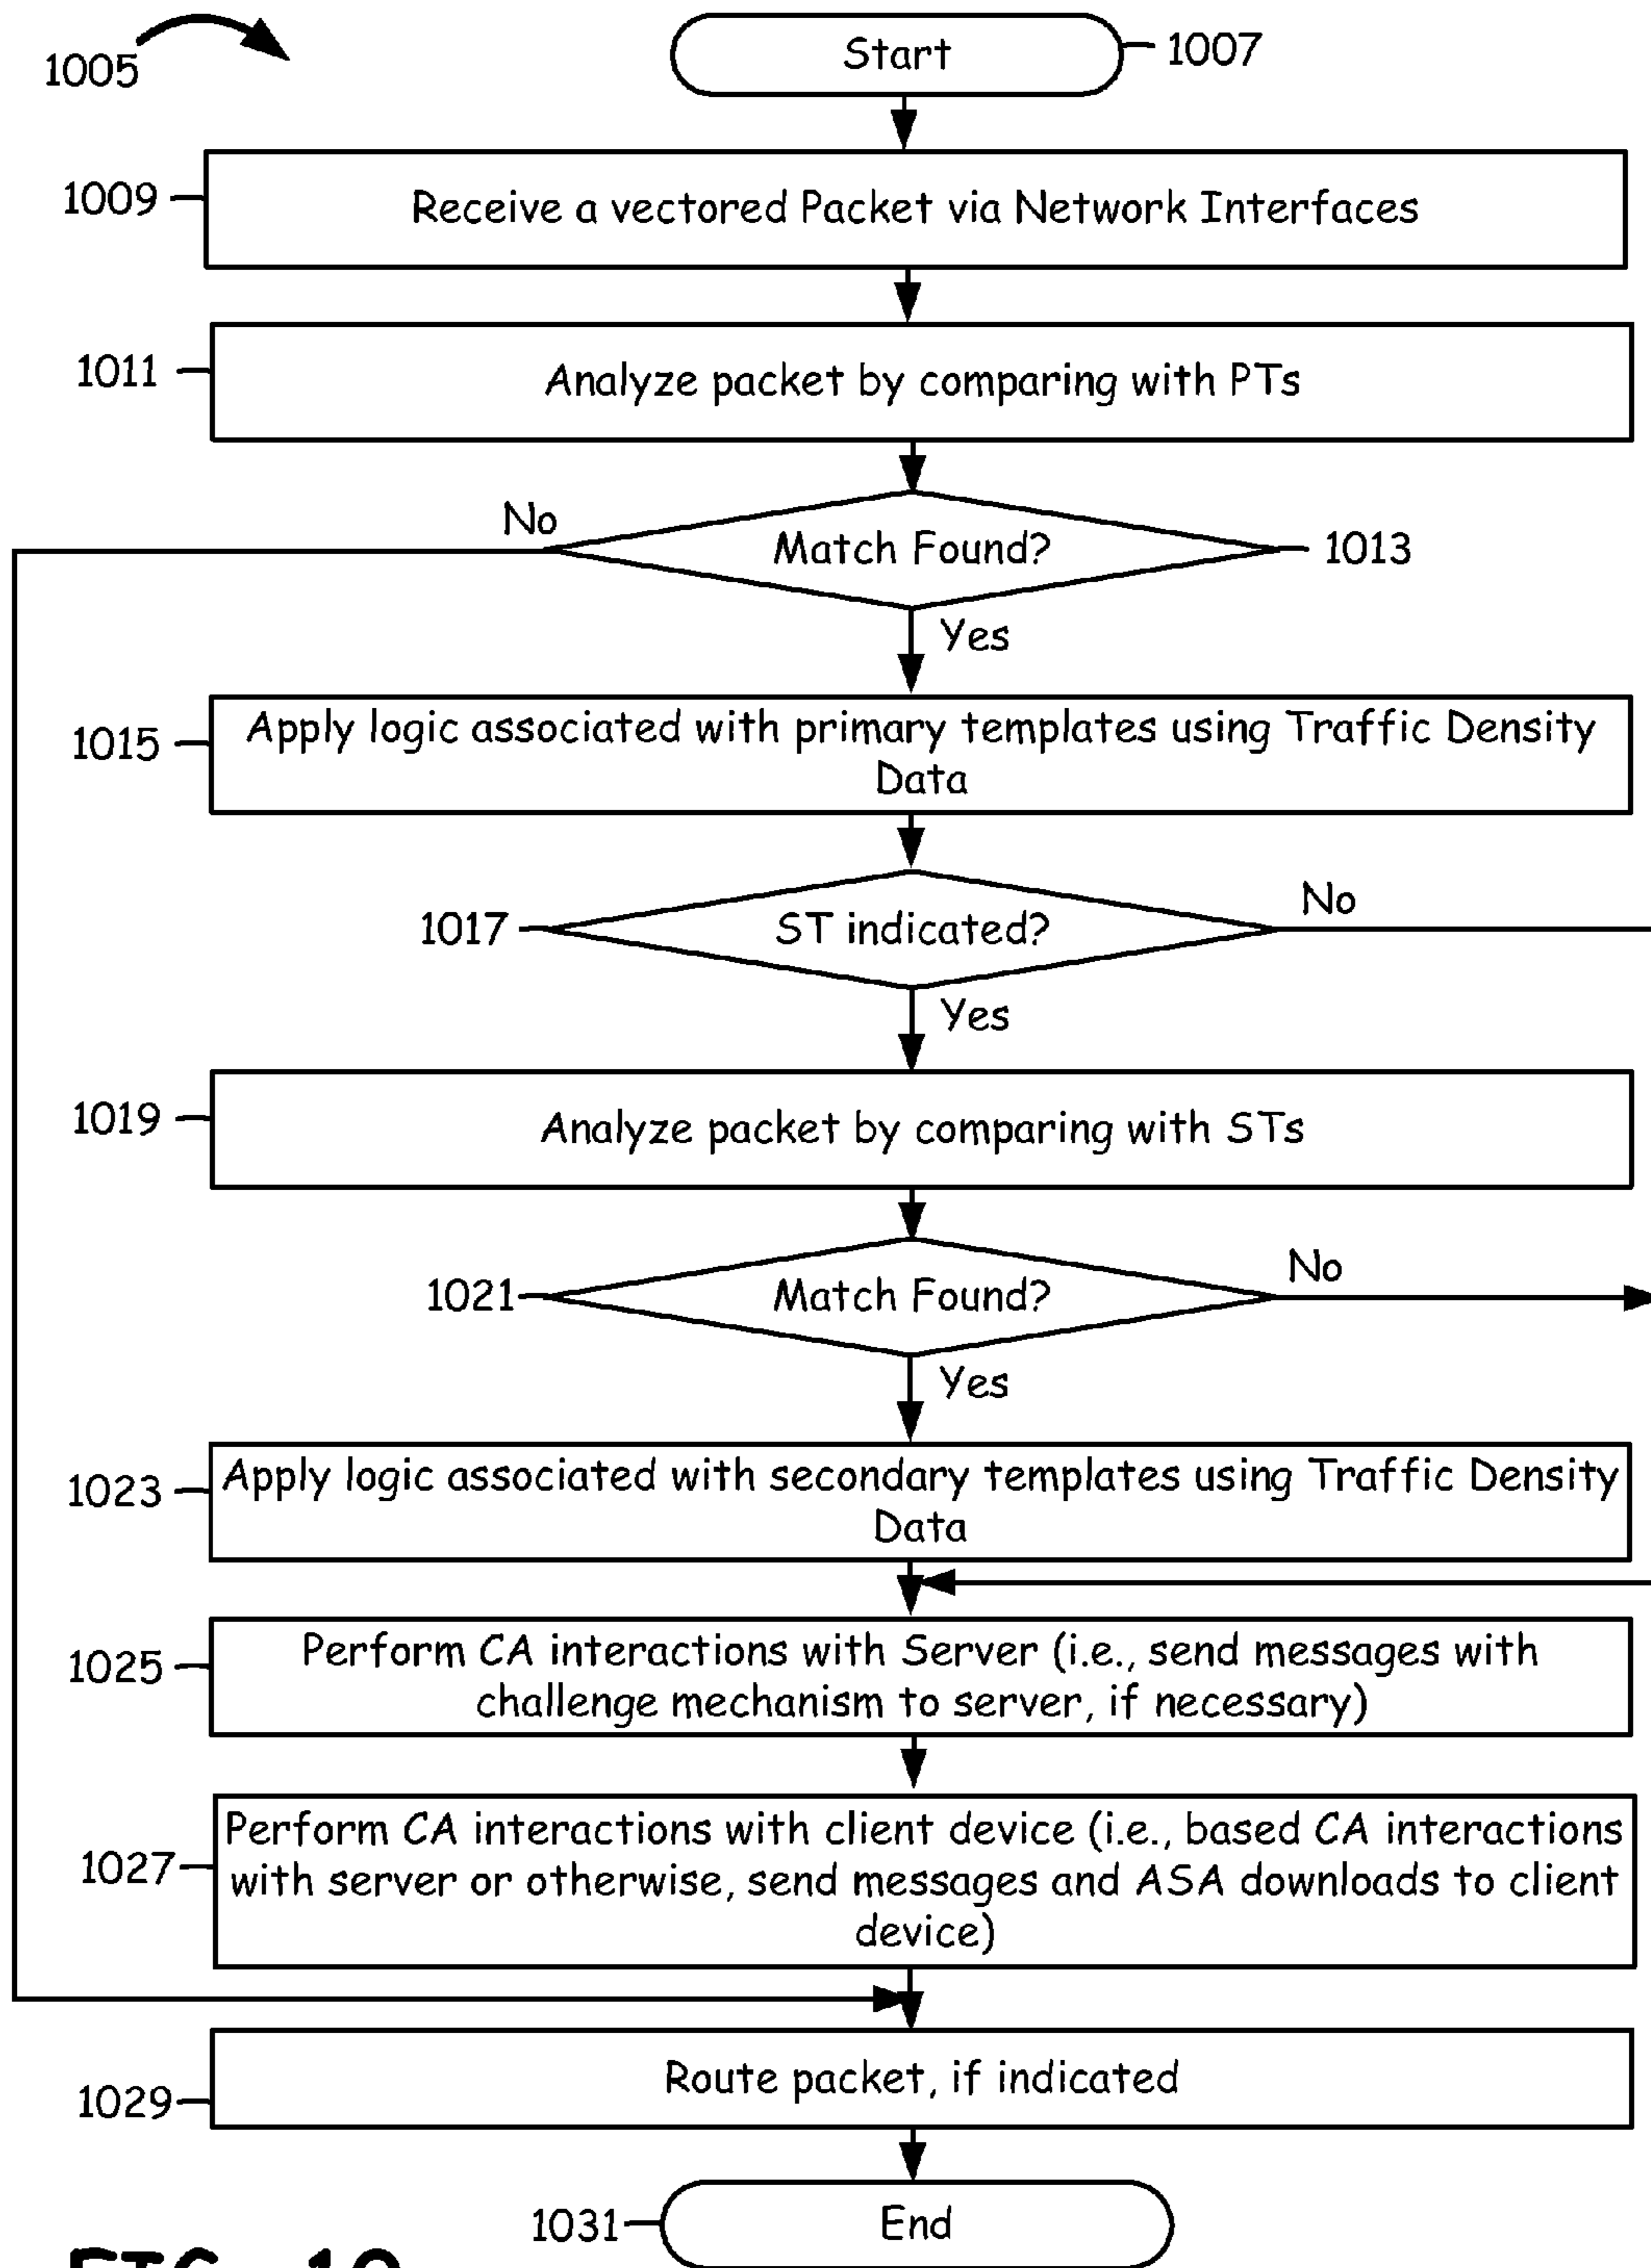 1005
Start
1007
1009
Receive a vectored Packet via Network Interfaces
1011
Analyze packet by comparing with PTs
No
Match Found?
1013
Yes
1015
Apply logic associated with primary templates using Traffic Density
Data
No
1017
ST indicated?
Yes
1019
Analyze packet by comparing with STs
No
1021
Match Found?
Yes
1023
Apply logic associated with secondary templates using Traffic Density
Data
1025
Perform CA interactions with Server (i.e., send messages with
challenge mechanism to server, if necessary)
1027
Perform CA interactions with client device (i.e., based CA interactions
with server or otherwise, send messages and ASA downloads to client
device)
Route packet, if indicated
1029
1031
End